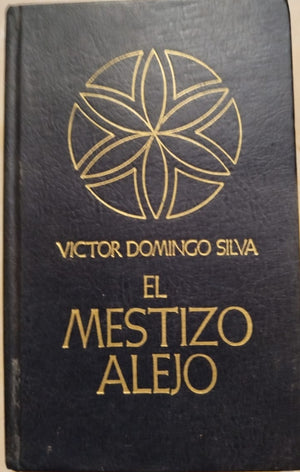 VICTOR DOMINGO SILVA
EL
MESTIZO
ALEJO